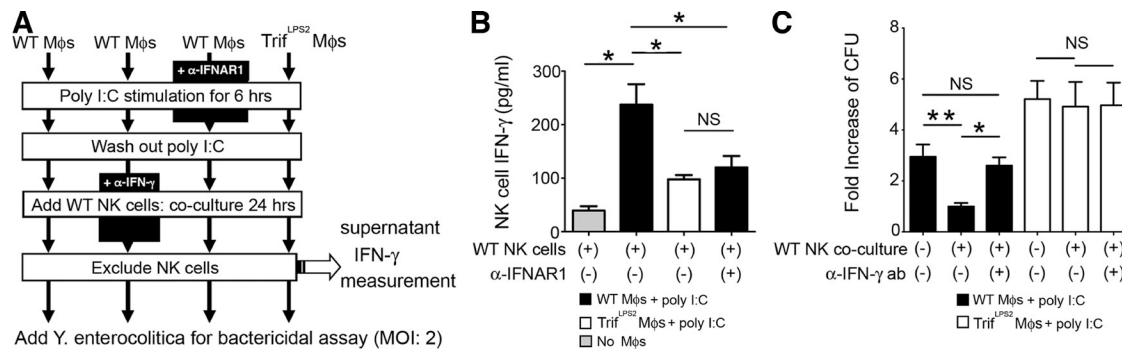 A
WT Mϕs WT Mϕs WT Mϕs Trif^LPS2 Mϕs
+ α-IFNAR1
Poly I:C stimulation for 6 hrs
Wash out poly I:C
+ α-IFN-γ
Add WT NK cells: co-culture 24 hrs
Exclude NK cells
supernatant
IFN-γ
measurement
Add Y. enterocolitica for bactericidal assay (MOI: 2)
B
NK cell IFN-γ (pg/ml)
300
200
100
0
*
*
*
NS
WT NK cells (+) (+) (+) (+)
α-IFNAR1 (-) (-) (-) (+)
WT Mϕs + poly I:C
Trif^LPS2 Mϕs + poly I:C
No Mϕs
C
Fold Increase of CFU
8
6
4
2
0
NS
NS
** *
WT NK co-culture (-) (+) (+) (-) (+) (+)
α-IFN-γ ab (-) (-) (+) (-) (-) (+)
WT Mϕs + poly I:C
Trif^LPS2 Mϕs + poly I:C